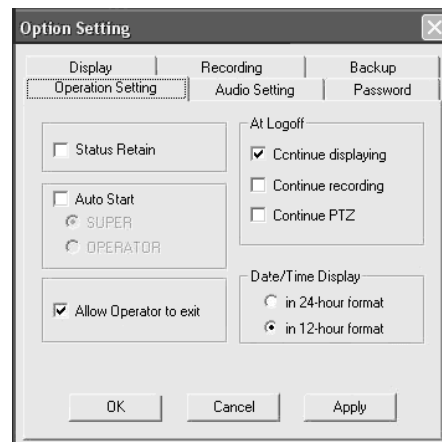 Option Setting
Display
Recording
Backup
Operation Setting
Audio Setting
Password
Status Retain
Auto Start
SUPER
OPERATOR
Allow Operator to exit
At Logoff
Continue displaying
Continue recording
Continue PTZ
Date/Time Display
in 24-hour format
in 12-hour format
OK
Cancel
Apply